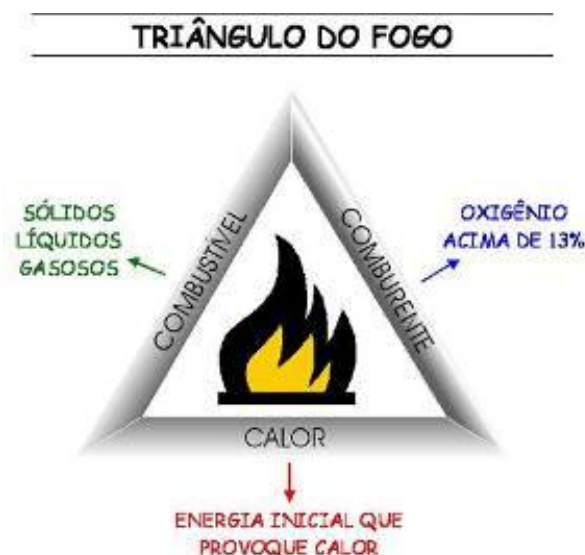 TRIÂNGULO DO FOGO
SÓLIDOS
LÍQUIDOS
GASOSOS
COMBUSTÍVEL
COMBURENTE
OXIGÊNIO
ACIMA DE 13%
CALOR
ENERGIA INICIAL QUE
PROVOQUE CALOR